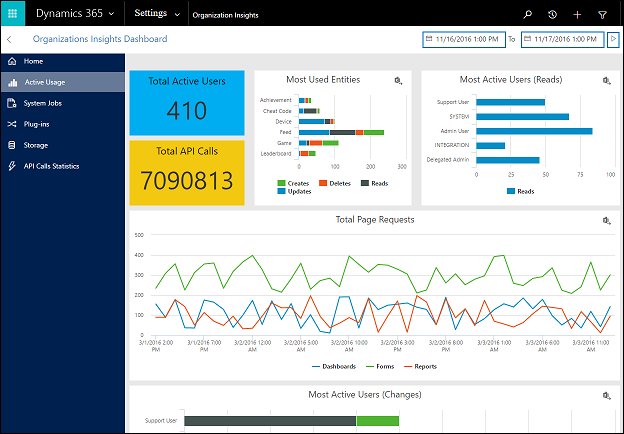 Dynamics 365 Settings Organization Insights
Organizations Insights Dashboard 11/16/2016 1:00 PM To 11/17/2016 1:00 PM
Home
Active Usage
System Jobs
Plug-ins
Storage
API Calls Statistics
Total Active Users
410
Total API Calls
7090813
Most Used Entities
Achievement
Cheat Code
Device
Feed
Game
Leaderboard
0 100 200 300
Creates Deletes Reads
Updates
Most Active Users (Reads)
Support User
SYSTEM
Admin User
INTEGRATION
Delegated Admin
0 25 50 75 100
Reads
Total Page Requests
500
400
300
200
100
0
3/1/2016 2:00 PM
3/1/2016 7:00 PM
3/2/2016 12:00 AM
3/2/2016 5:00 AM
3/2/2016 10:00 AM
3/2/2016 3:00 PM
3/2/2016 8:00 PM
3/3/2016 1:00 AM
3/3/2016 6:00 AM
3/3/2016 11:00 AM
Dashboards Forms Reports
Most Active Users (Changes)
Support User